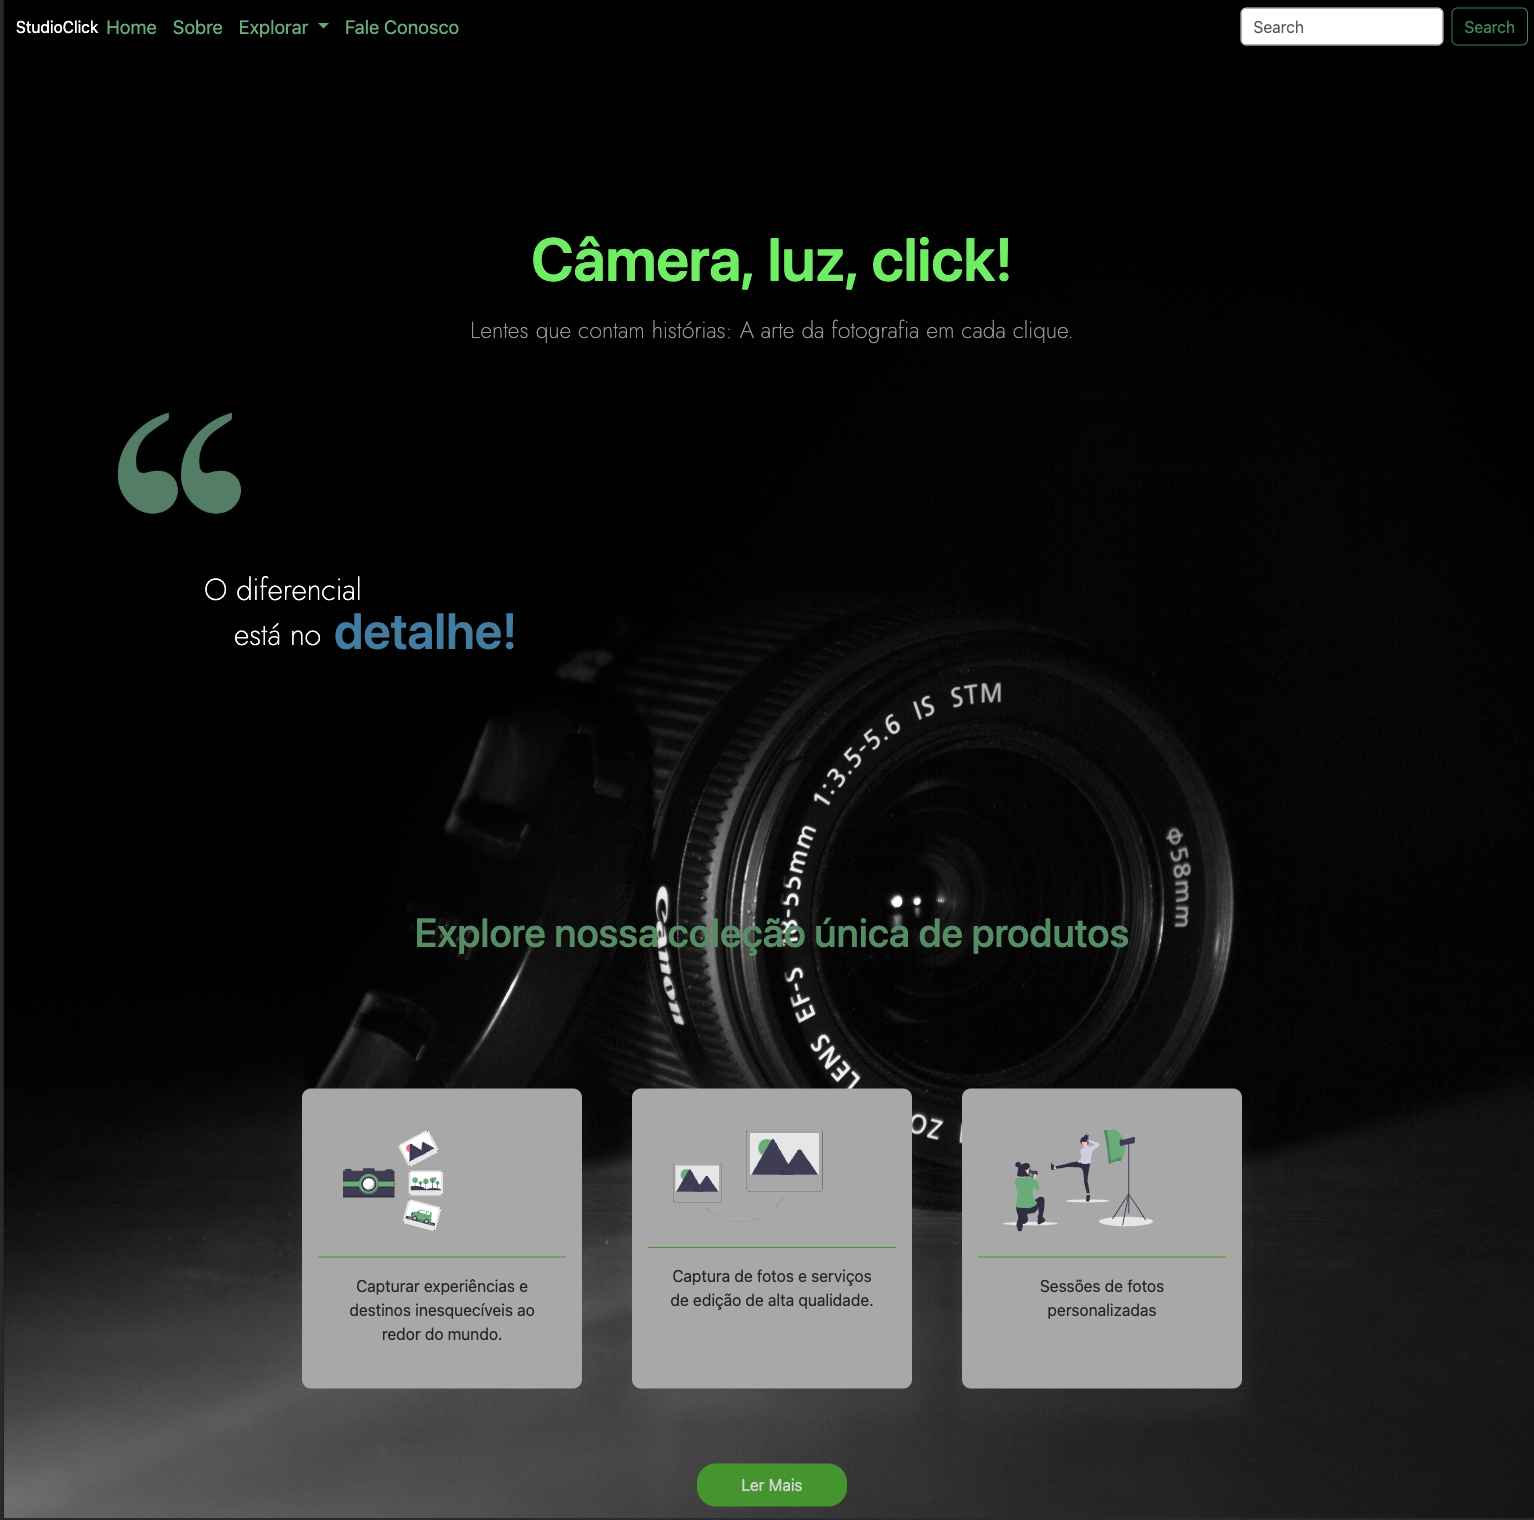 StudioClick Home Sobre Explorar Fale Conosco Search Search
Câmera, luz, click!
Lentes que contam histórias: A arte da fotografia em cada clique.
O diferencial
está no detalhe!
1:3.5-5.6 IS STM
Φ58mm
Canon
LENS EF-S 18-55mm
Explore nossa coleção única de produtos
Capturar experiências e
destinos inesquecíveis ao
redor do mundo.
Captura de fotos e serviços
de edição de alta qualidade.
Sessões de fotos
personalizadas
Ler Mais